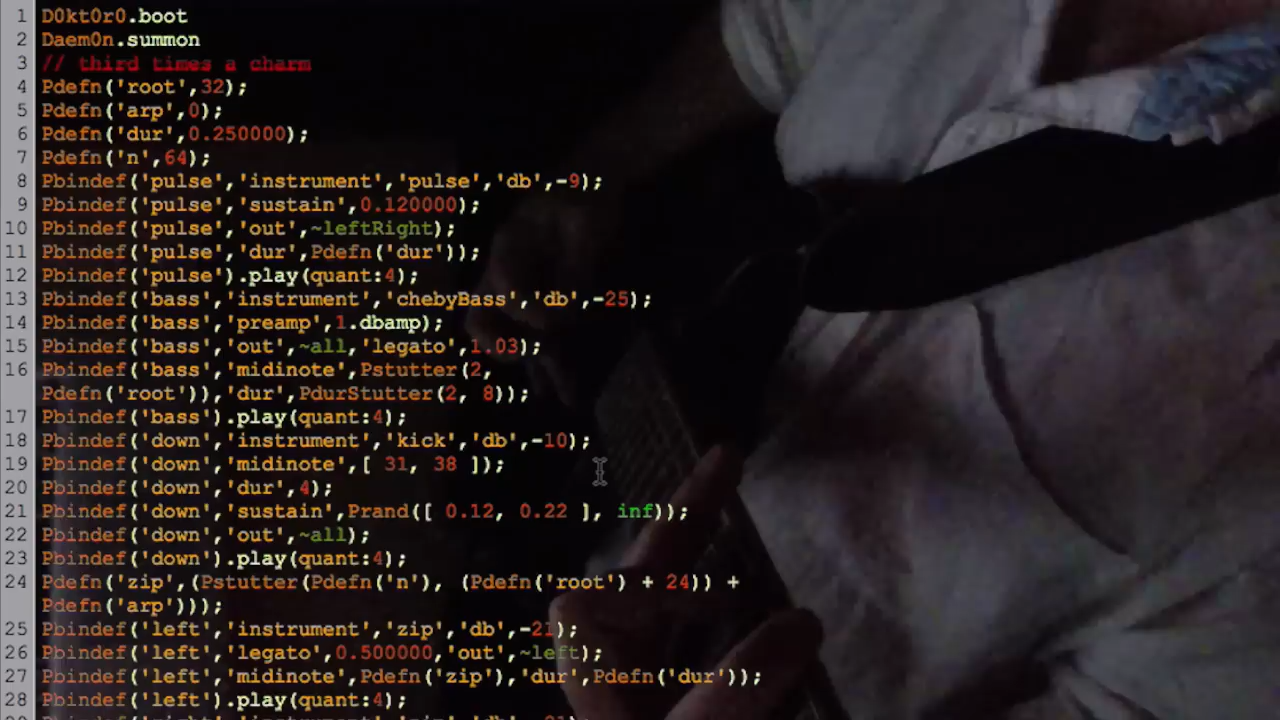 1 D0kt0r0.boot
2 Daem0n.summon
3 // third times a charm
4 Pdefn('root',32);
5 Pdefn('arp',0);
6 Pdefn('dur',0.250000);
7 Pdefn('n',64);
8 Pbindef('pulse','instrument','pulse','db',-9);
9 Pbindef('pulse','sustain',0.120000);
10 Pbindef('pulse','out',~leftRight);
11 Pbindef('pulse','dur',Pdefn('dur'));
12 Pbindef('pulse').play(quant:4);
13 Pbindef('bass','instrument','chebyBass','db',-25);
14 Pbindef('bass','preamp',1.dbamp);
15 Pbindef('bass','out',~all,'legato',1.03);
16 Pbindef('bass','midinote',Pstutter(2,
Pdefn('root')),'dur',PdurStutter(2, 8));
17 Pbindef('bass').play(quant:4);
18 Pbindef('down','instrument','kick','db',-10);
19 Pbindef('down','midinote',[ 31, 38 ]);
20 Pbindef('down','dur',4);
21 Pbindef('down','sustain',Prand([ 0.12, 0.22 ], inf));
22 Pbindef('down','out',~all);
23 Pbindef('down').play(quant:4);
24 Pdefn('zip',(Pstutter(Pdefn('n'), (Pdefn('root') + 24)) +
Pdefn('arp')));
25 Pbindef('left','instrument','zip','db',-21);
26 Pbindef('left','legato',0.500000,'out',~left);
27 Pbindef('left','midinote',Pdefn('zip'),'dur',Pdefn('dur'));
28 Pbindef('left').play(quant:4);